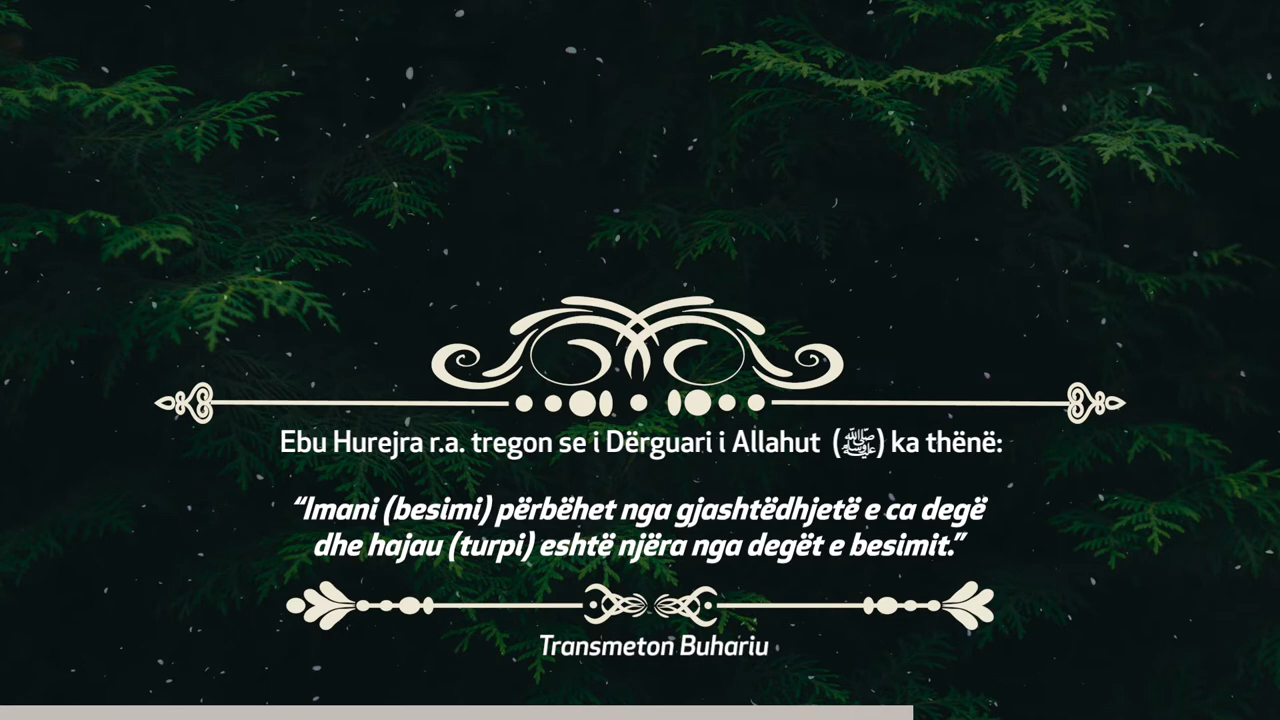 Ebu Hurejra r.a. tregon se i Dërguari i Allahut (ﷺ) ka thënë:
“Imani (besimi) përbëhet nga gjashtëdhjetë e ca degë
dhe hajau (turpi) eshtë njëra nga degët e besimit.”
Transmeton Buhariu